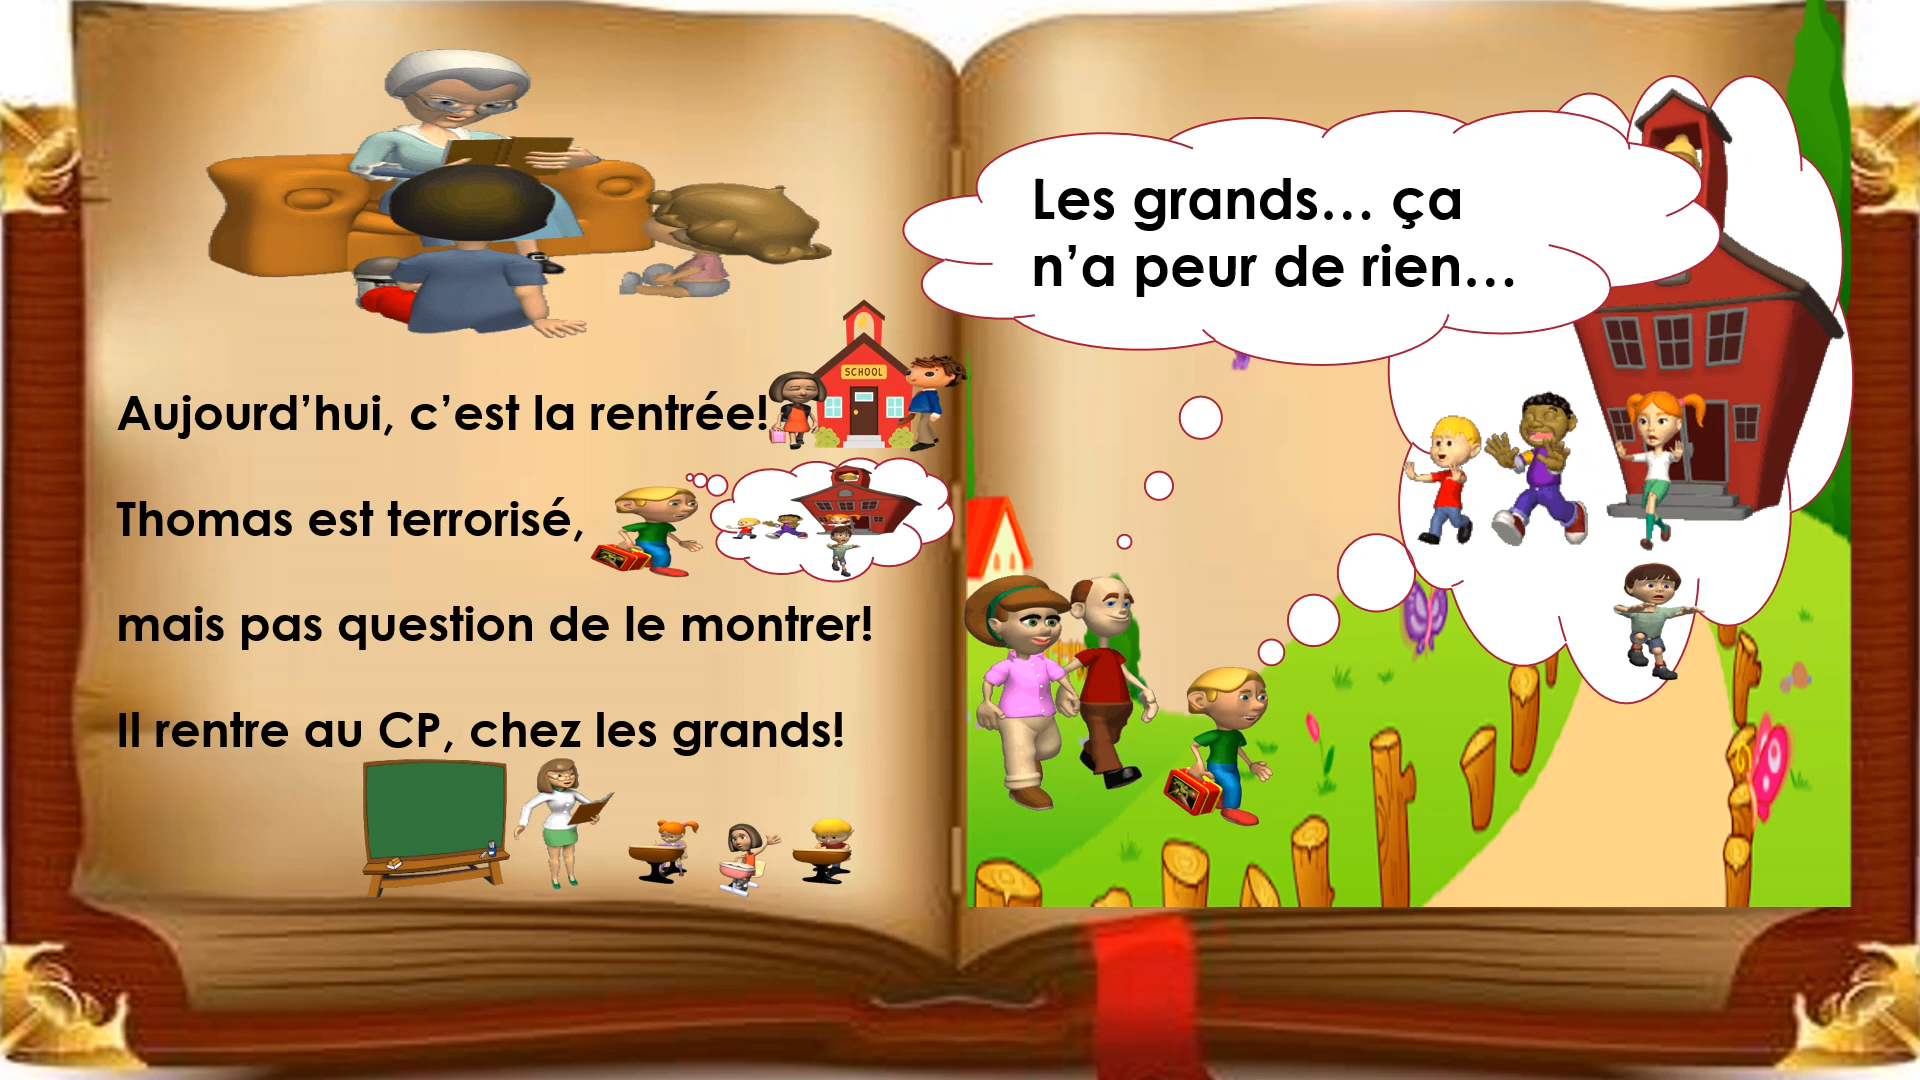 Aujourd’hui, c’est la rentrée!
SCHOOL
Thomas est terrorisé,
mais pas question de le montrer!
Il rentre au CP, chez les grands!
Les grands… ça
n’a peur de rien…